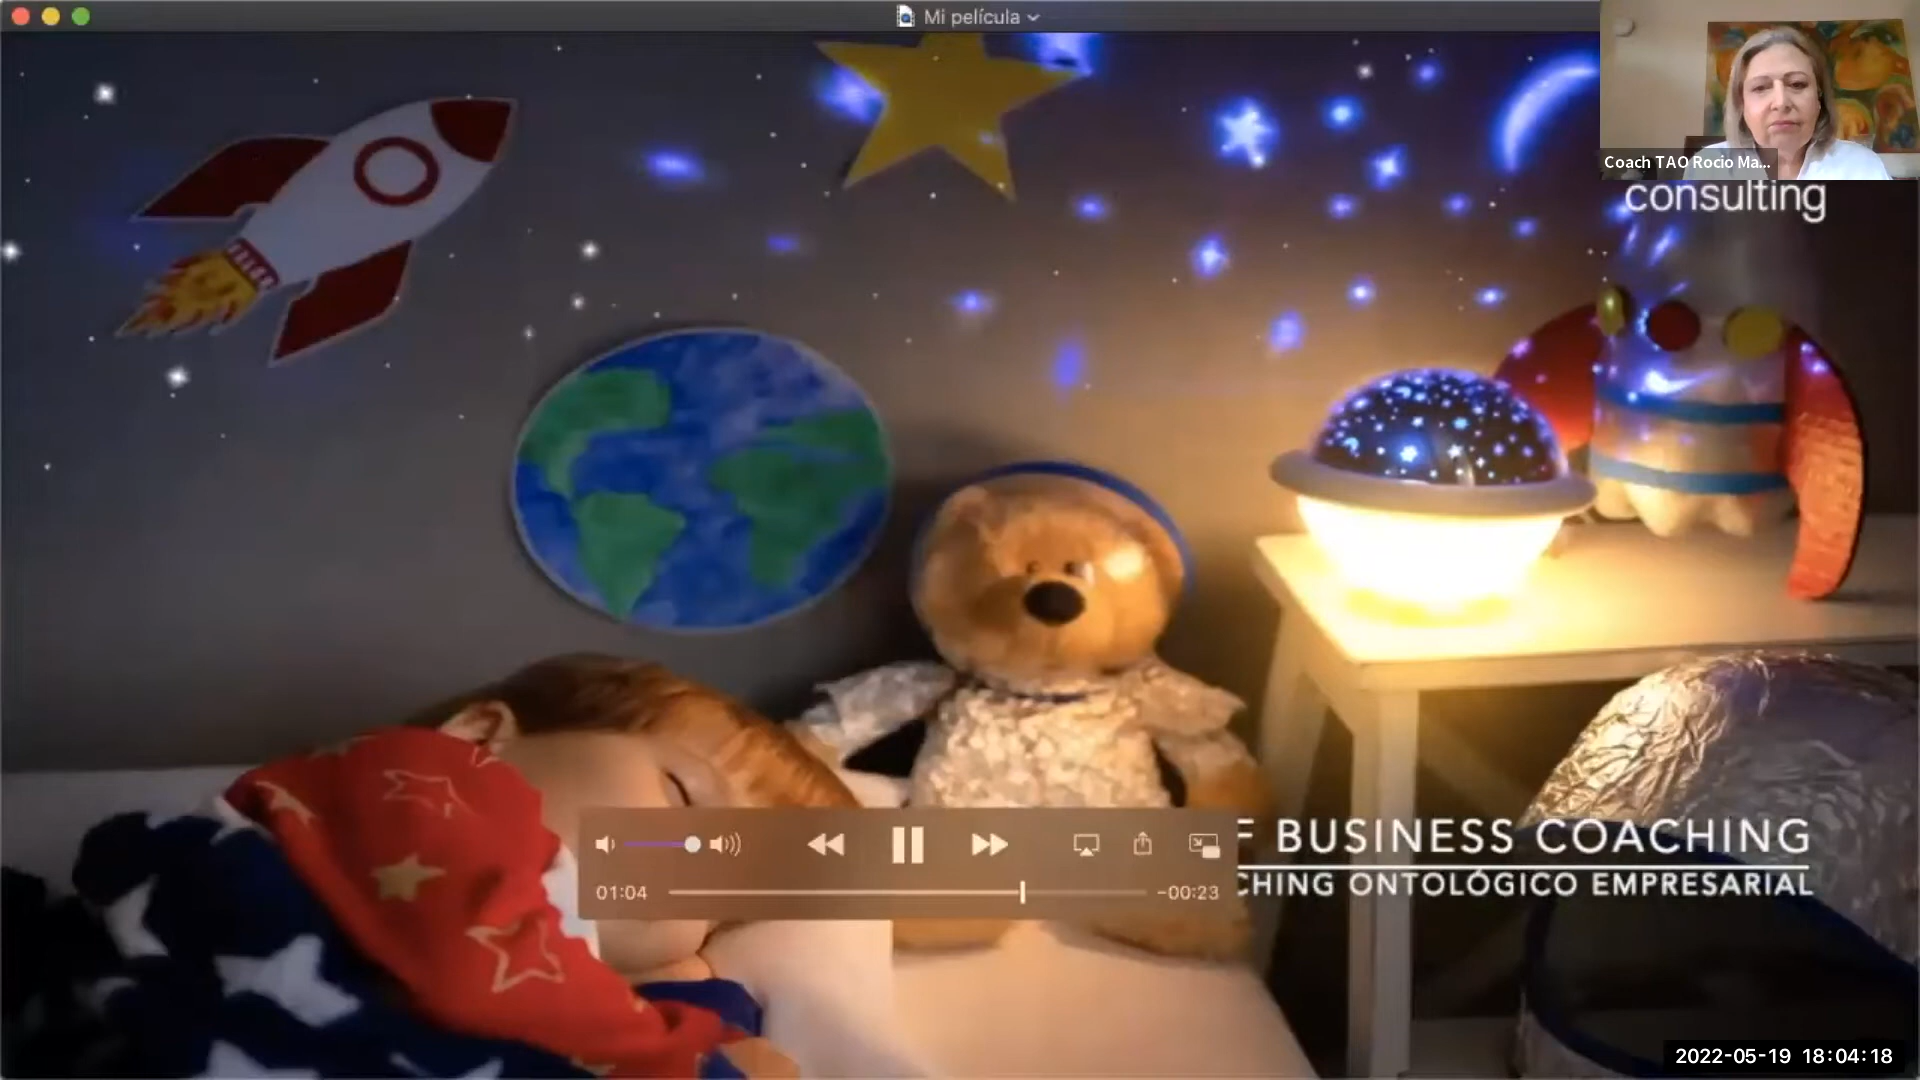 Mi película
Coach TAO Rocio Ma...
consulting
F BUSINESS COACHING
CHING ONTOLÓGICO EMPRESARIAL
01:04
-00:23
2022-05-19 18:04:18